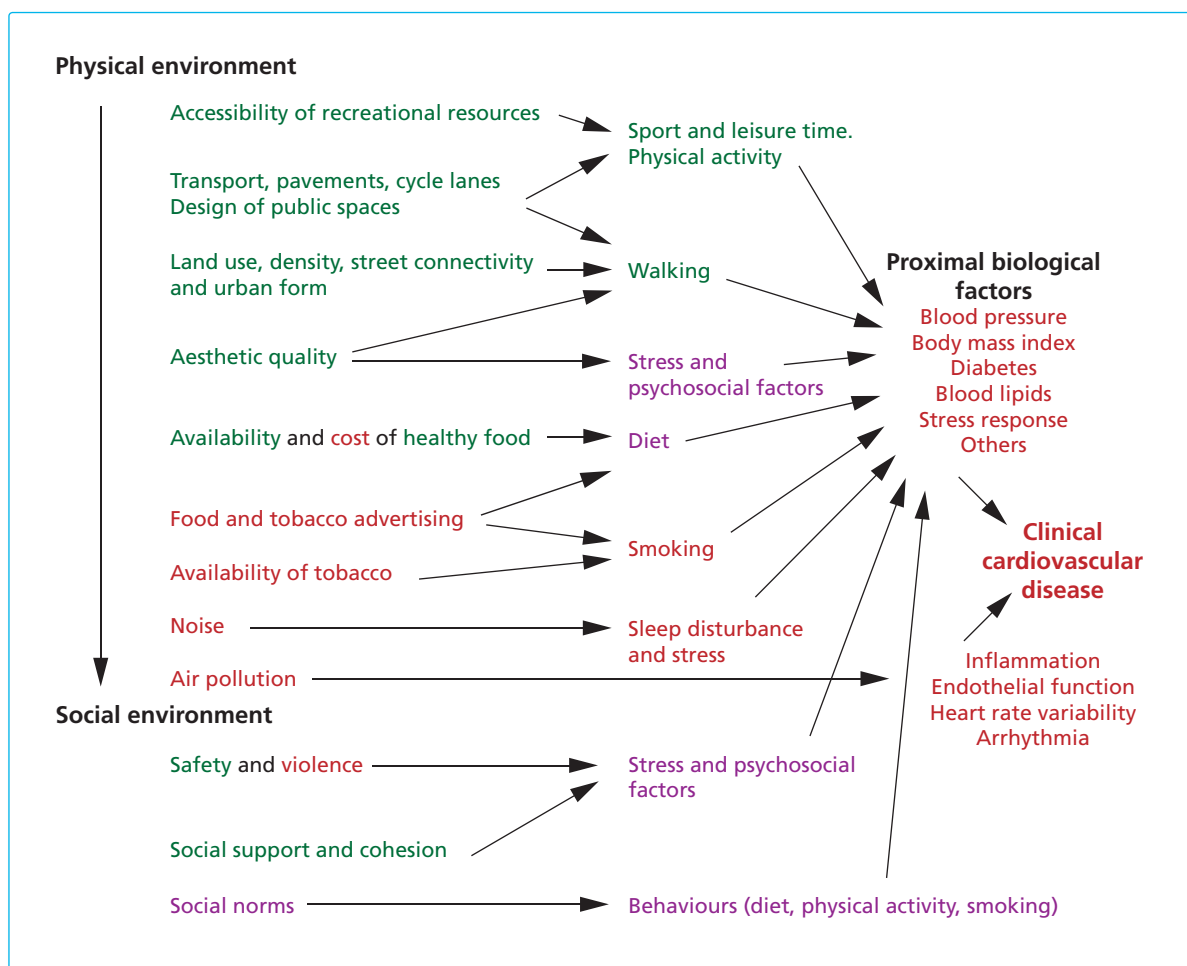 Physical environment
Accessibility of recreational resources
Sport and leisure time.
Physical activity
Transport, pavements, cycle lanes
Design of public spaces
Land use, density, street connectivity
and urban form
Walking
Aesthetic quality
Stress and
psychosocial factors
Availability and cost of healthy food
Diet
Food and tobacco advertising
Smoking
Availability of tobacco
Noise
Sleep disturbance
and stress
Air pollution
Proximal biological
factors
Blood pressure
Body mass index
Diabetes
Blood lipids
Stress response
Others
Clinical
cardiovascular
disease
Inflammation
Endothelial function
Heart rate variability
Arrhythmia
Social environment
Safety and violence
Stress and psychosocial
factors
Social support and cohesion
Social norms
Behaviours (diet, physical activity, smoking)